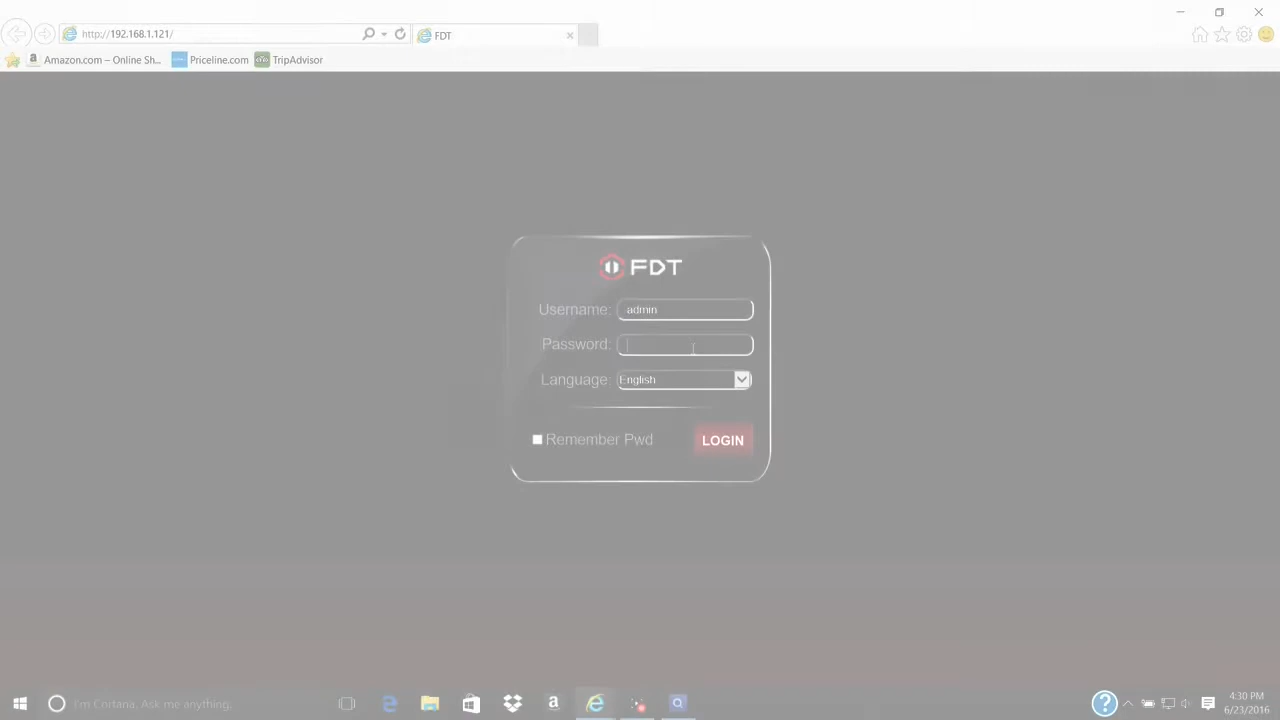 http://192.168.1.121/
FDT
Amazon.com – Online Sh...
Priceline.com
TripAdvisor
FDT
Username: admin
Password:
Language: English
Remember Pwd
LOGIN
I'm Cortana. Ask me anything.
4:30 PM
6/23/2016